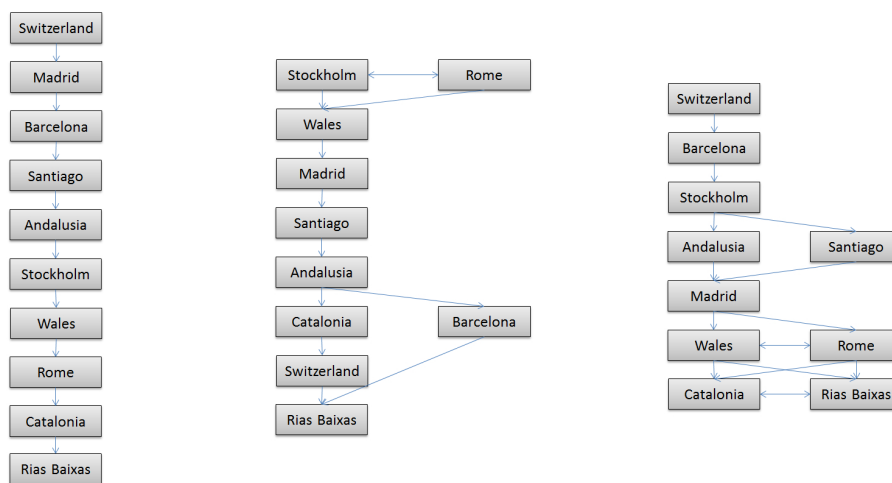 Switzerland
Madrid
Barcelona
Santiago
Andalusia
Stockholm
Wales
Rome
Catalonia
Rias Baixas
Stockholm
Rome
Wales
Madrid
Santiago
Andalusia
Catalonia
Barcelona
Switzerland
Rias Baixas
Switzerland
Barcelona
Stockholm
Andalusia
Santiago
Madrid
Wales
Rome
Catalonia
Rias Baixas